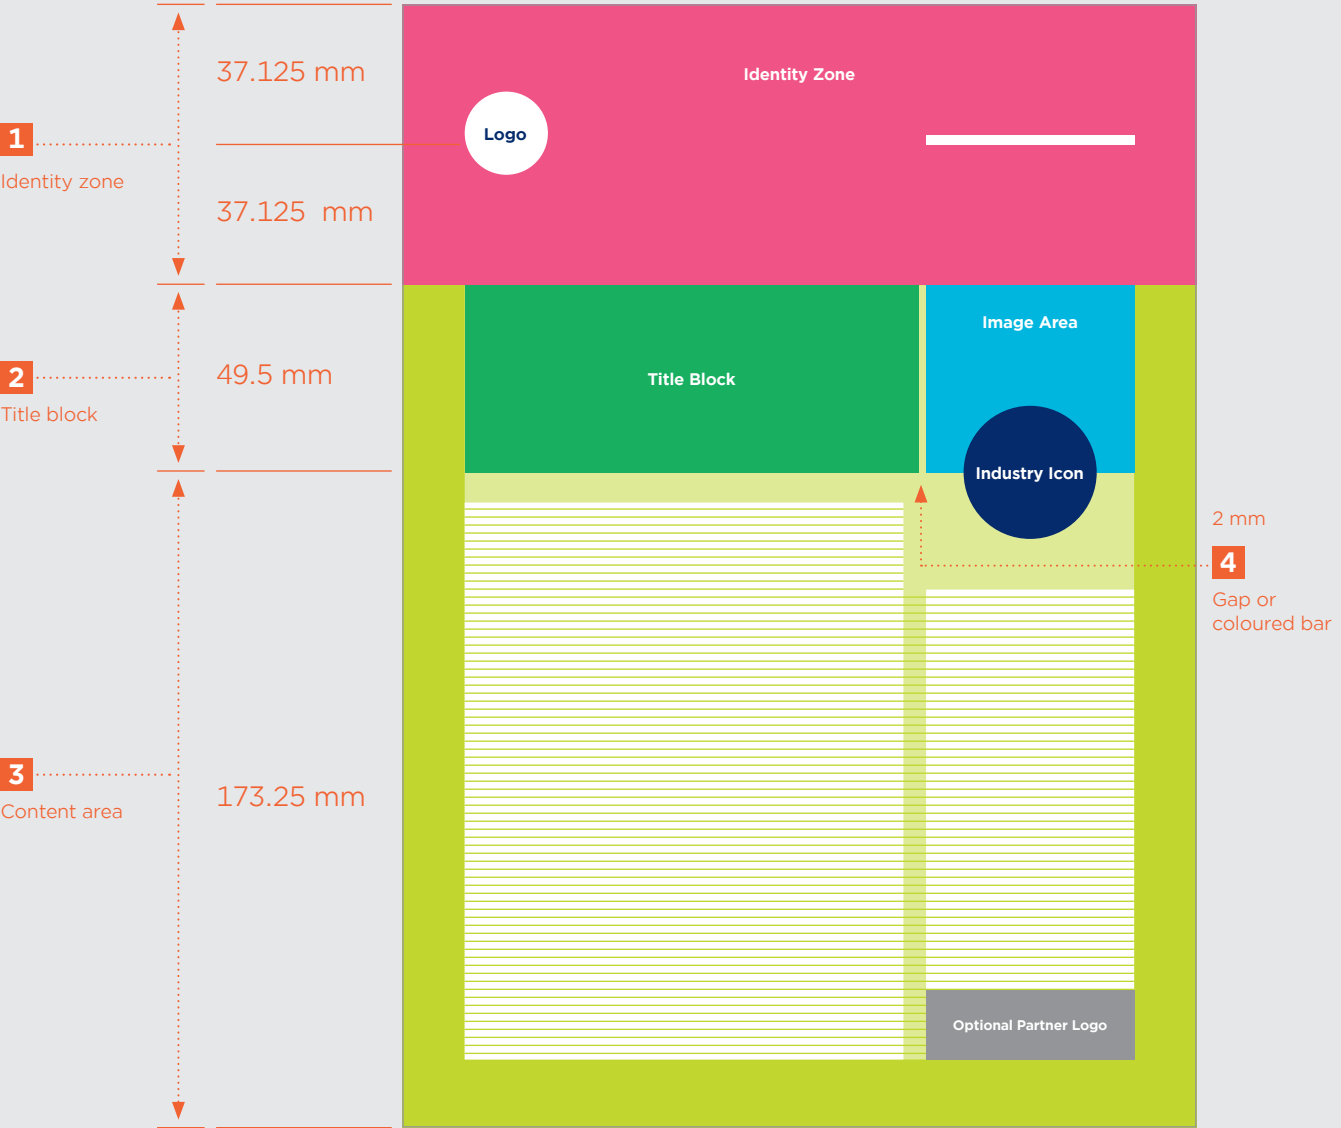 37.125 mm
Identity Zone
Logo
1
Identity zone
37.125 mm
Image Area
49.5 mm
2
Title Block
Title block
Industry Icon
2 mm
4
Gap or
coloured bar
3
173.25 mm
Content area
Optional Partner Logo